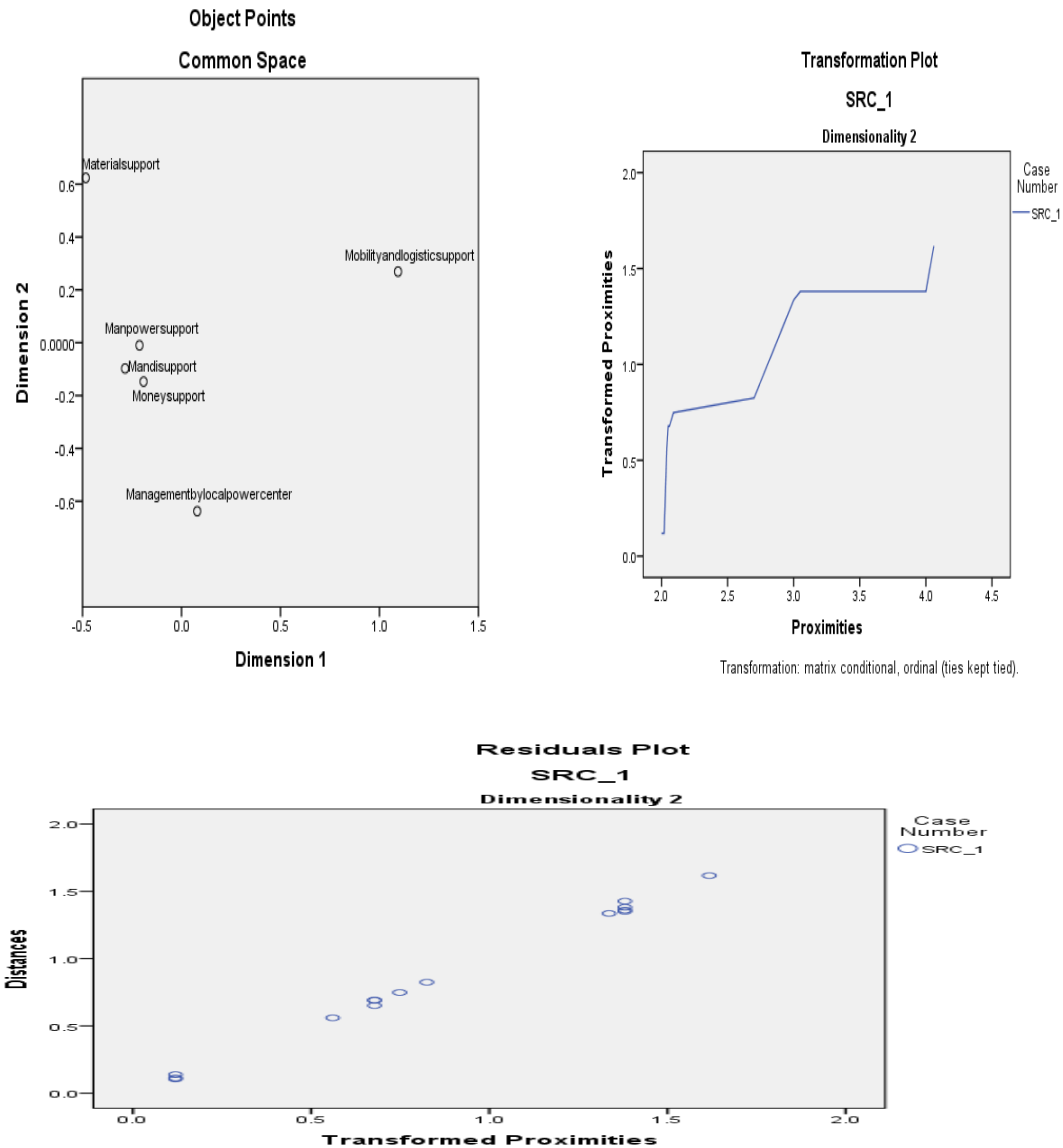 Object Points
Common Space
Materialsupport
Mobilityandlogisticsupport
Manpowersupport
Mandisupport
Moneysupport
Managementbylocalpowercenter
0.6
0.4
0.2
0.0000
-0.2
-0.4
-0.6
Dimension 2
-0.5 0.0 0.5 1.0 1.5
Dimension 1
Transformation Plot
SRC_1
Dimensionality 2
Case
Number
SRC_1
2.0
1.5
1.0
0.5
0.0
Transformed Proximities
2.0 2.5 3.0 3.5 4.0 4.5
Proximities
Transformation: matrix conditional, ordinal (ties kept tied).
Residuals Plot
SRC_1
Dimensionality 2
Case
Number
SRC_1
2.0
1.5
1.0
0.5
0.0
Distances
0.0 0.5 1.0 1.5 2.0
Transformed Proximities